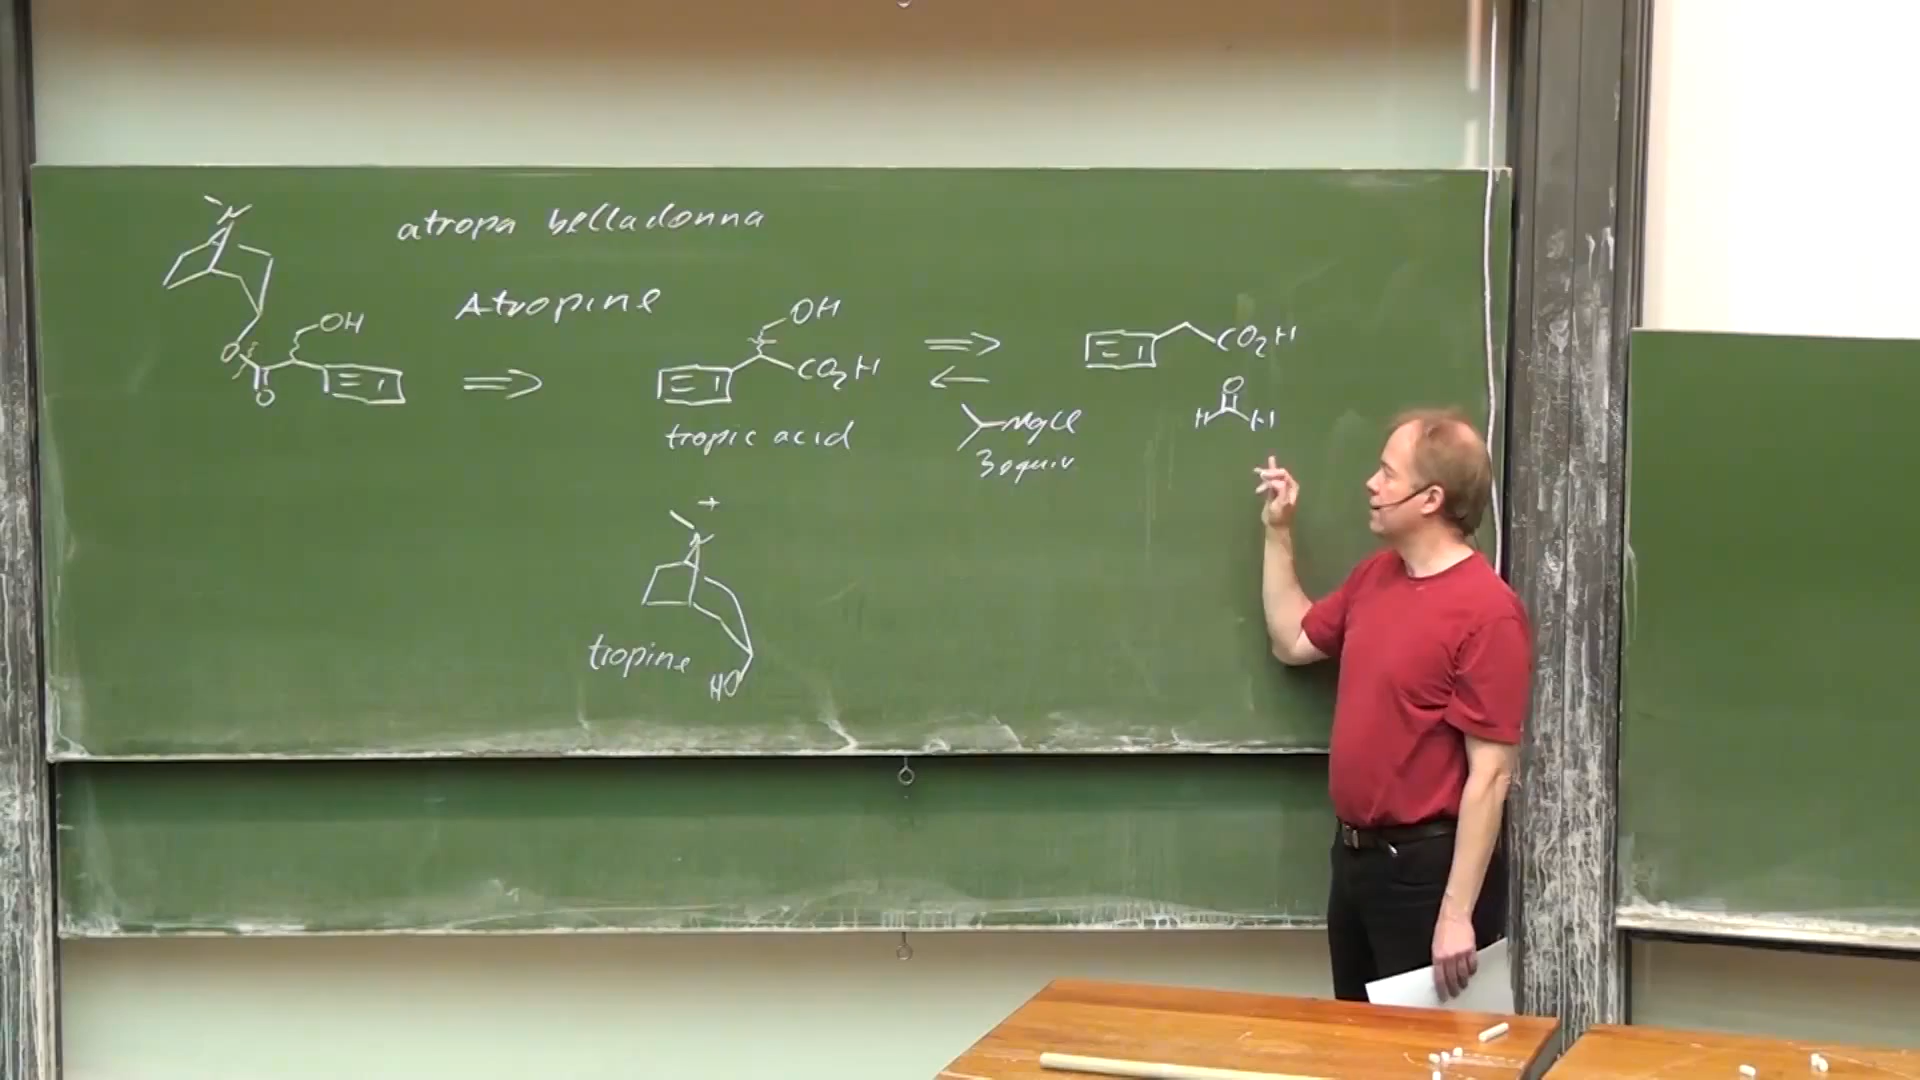 atropa belladonna
Atropine
OH
O
O
N
OH
CO2H
tropic acid
MgCl
3 equiv
CO2H
O
H H
+
N
tropine
HO